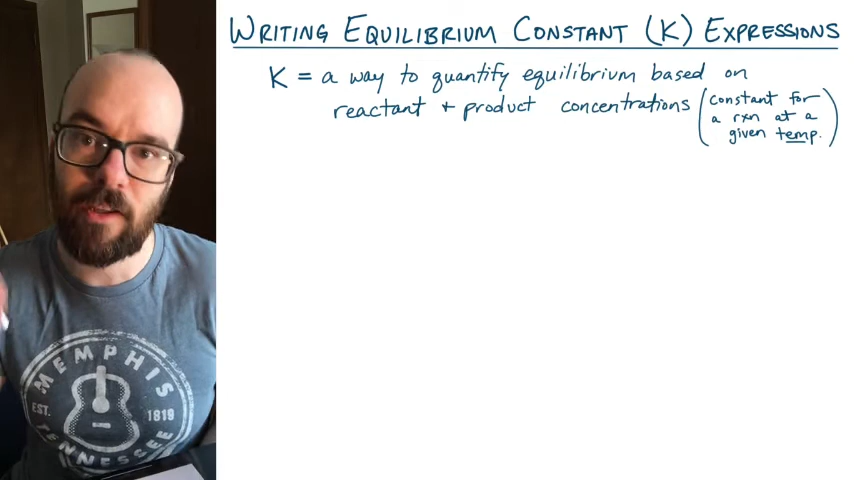 WRITING EQUILIBRIUM CONSTANT (K) EXPRESSIONS
K = a way to quantify equilibrium based on
reactant + product concentrations (constant for
a rxn at a
given temp.)
MEMPHIS
EST. 1819
TENNESSEE